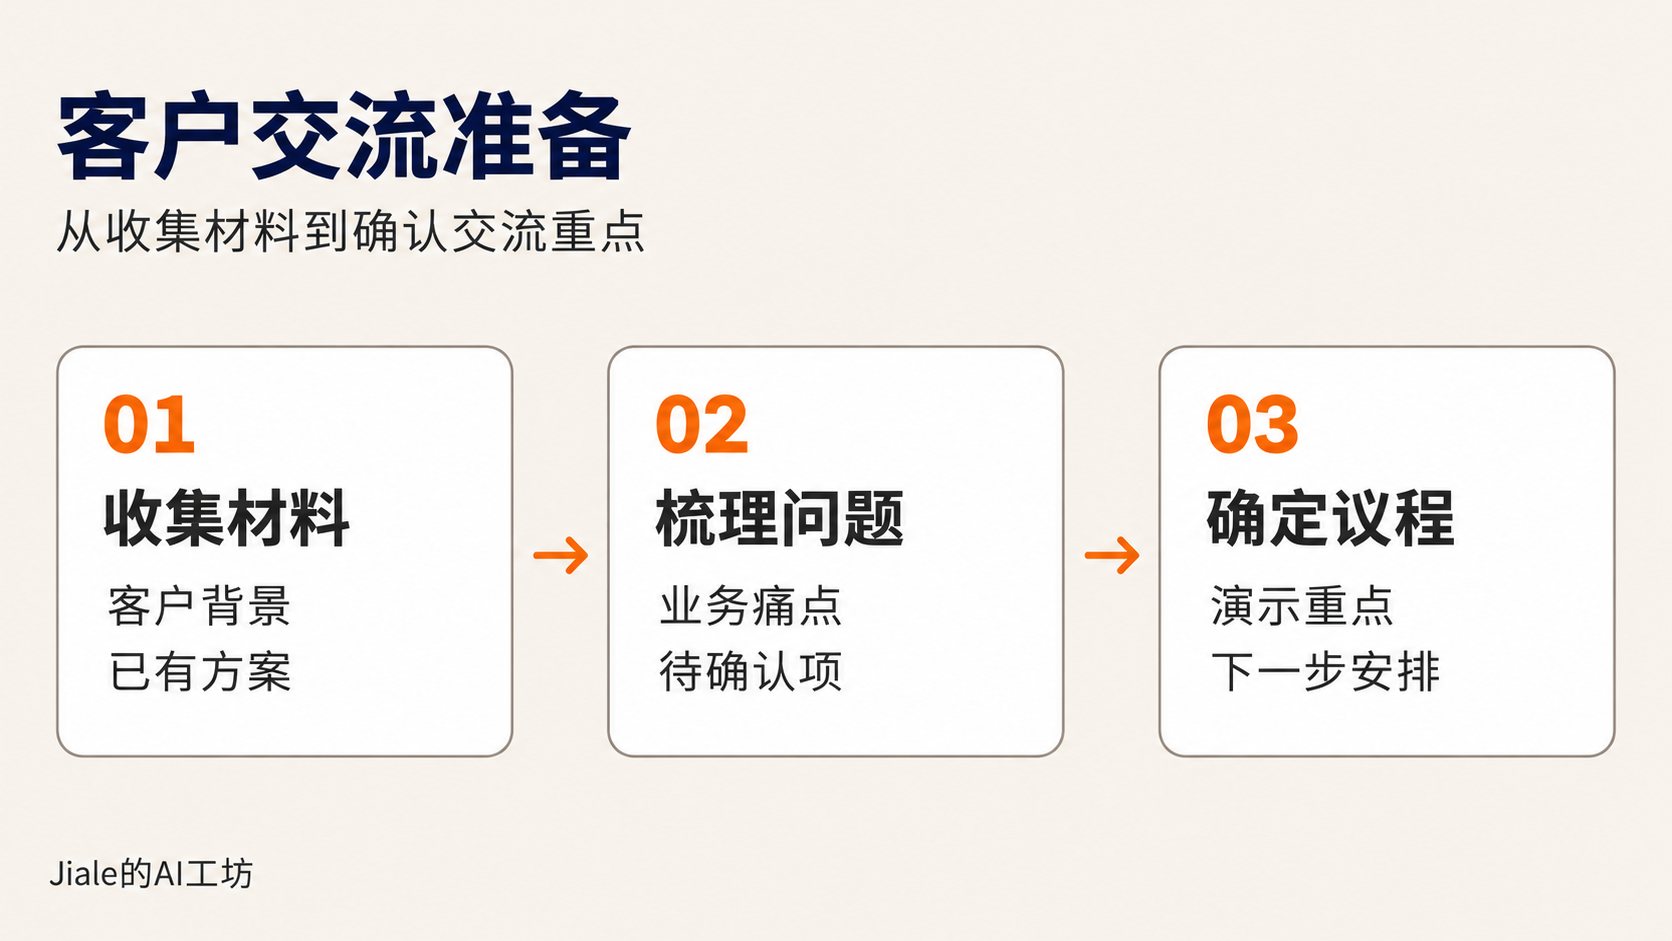 客户交流准备
从收集材料到确认交流重点
01
收集材料
客户背景
已有方案
02
梳理问题
业务痛点
待确认项
03
确定议程
演示重点
下一步安排
Jiale的AI工坊